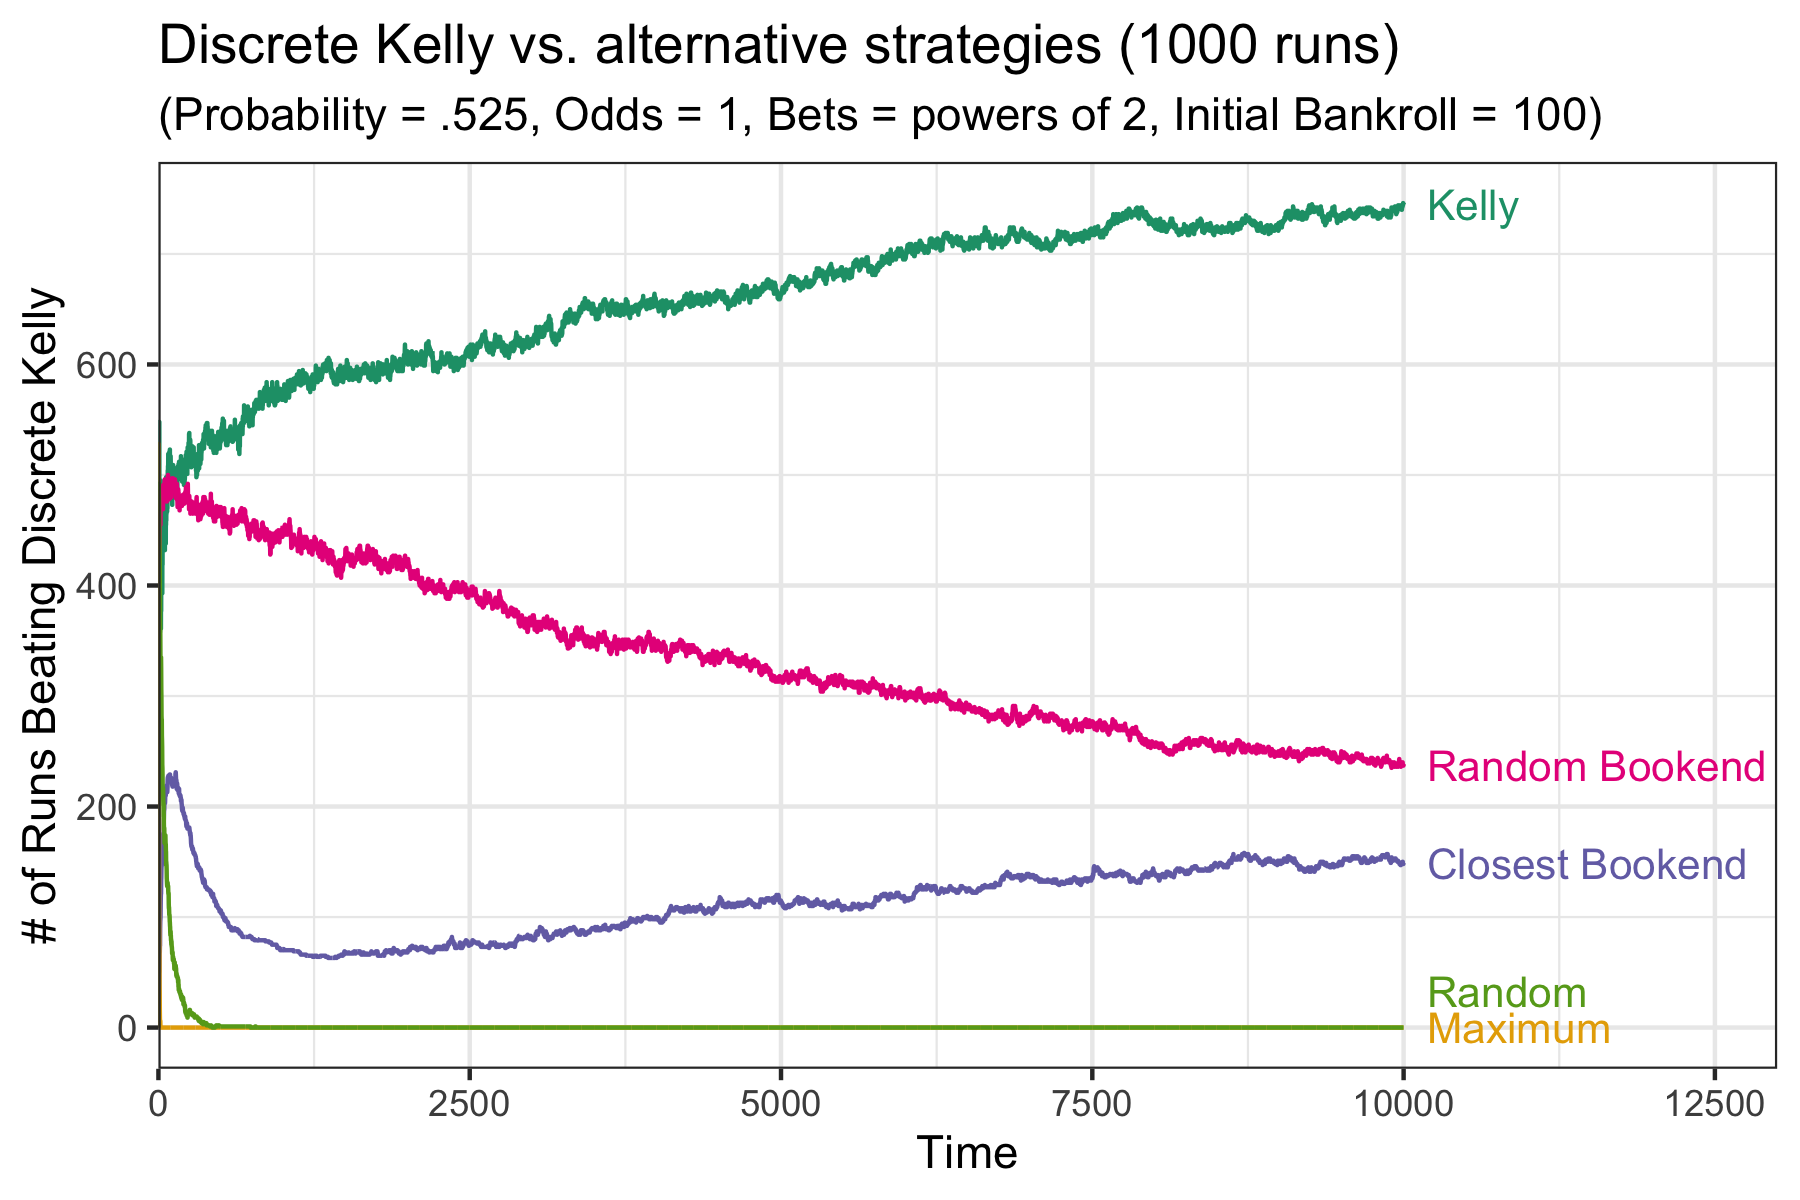 Discrete Kelly vs. alternative strategies (1000 runs)
(Probability = .525, Odds = 1, Bets = powers of 2, Initial Bankroll = 100)
# of Runs Beating Discrete Kelly
600
400
200
0
Kelly
Random Bookend
Closest Bookend
Random
Maximum
0 2500 5000 7500 10000 12500
Time